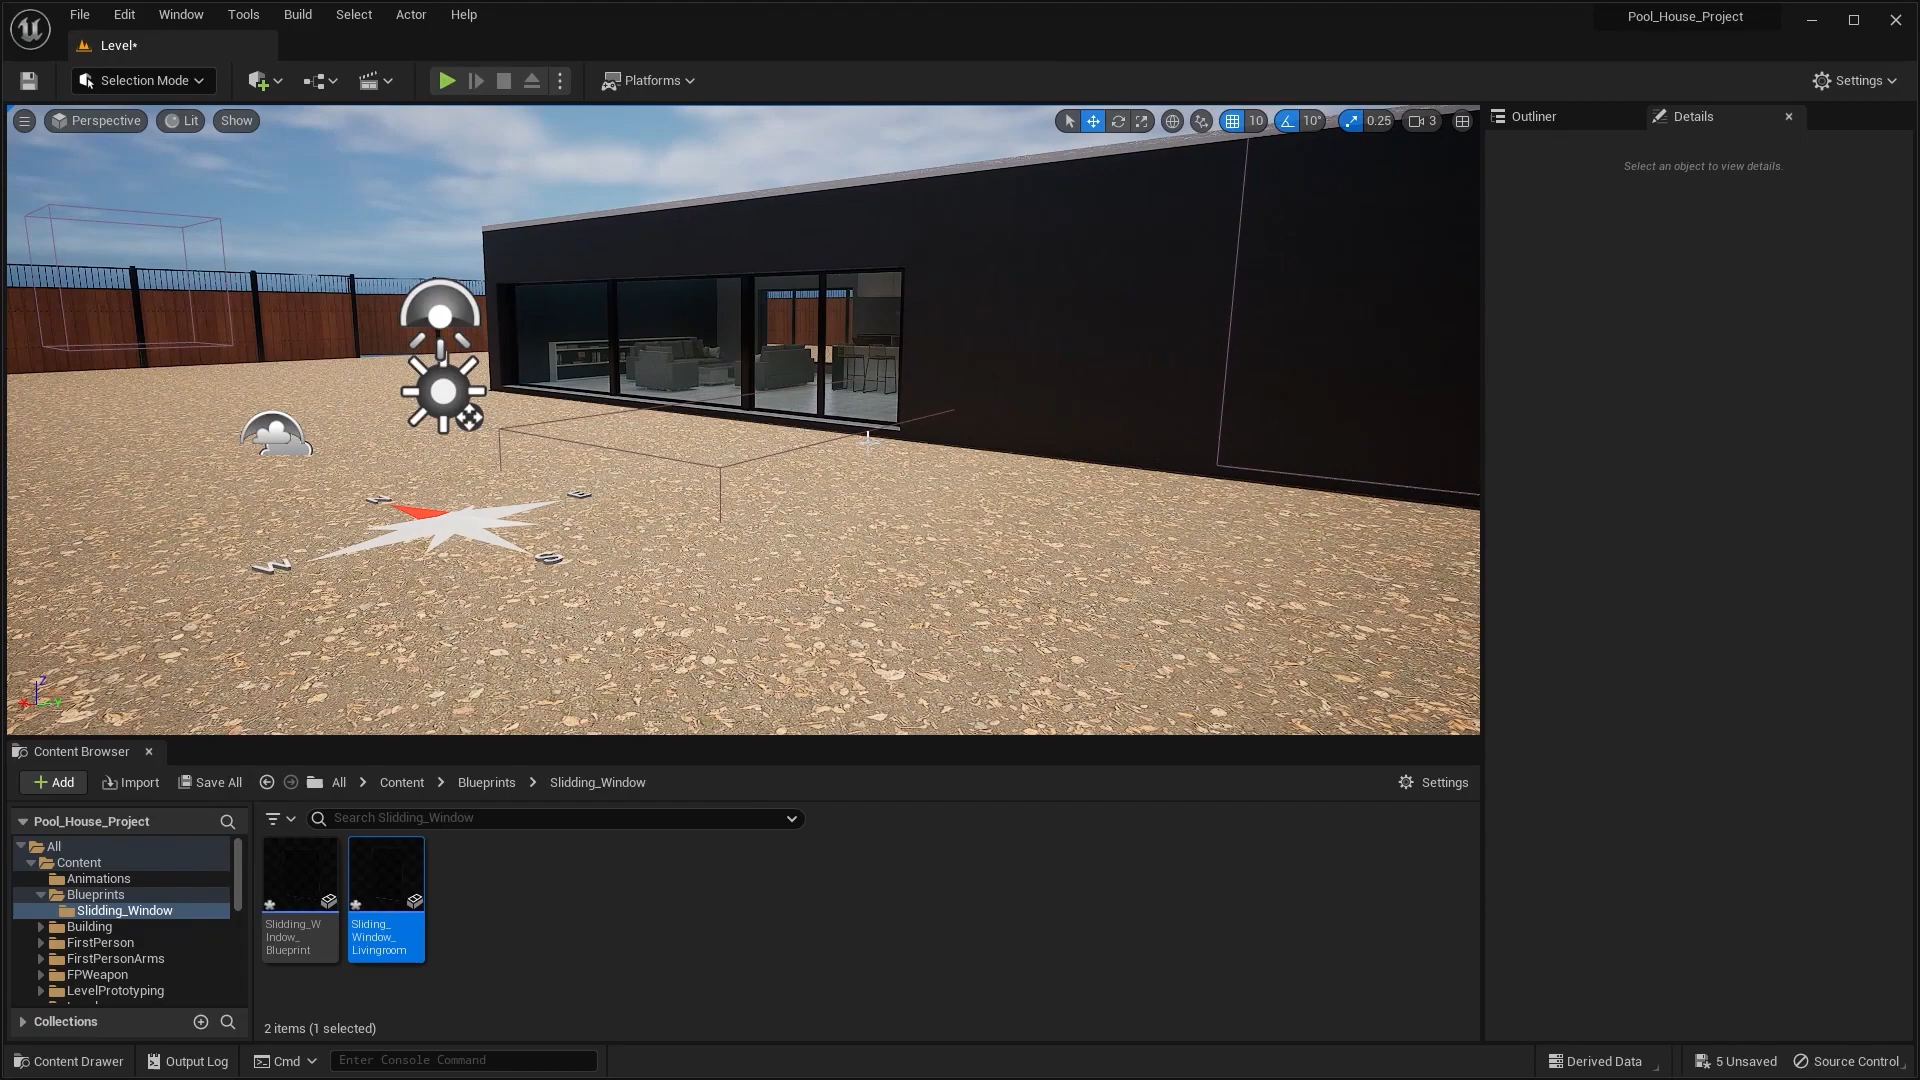 File Edit Window Tools Build Select Actor Help
Pool_House_Project
Level*
Selection Mode
Platforms
Settings
Perspective Lit Show
10 10° 0.25 3
Outliner
Details
Select an object to view details.
Z
X Y
Content Browser
Add Import Save All All Content Blueprints Slidding_Window
Settings
Pool_House_Project
Search Slidding_Window
All
Content
Animations
Blueprints
Slidding_Window
Building
FirstPerson
FirstPersonArms
FPWeapon
LevelPrototyping
Slidding_W
indow_
Blueprint
Sliding_
Window_
Livingroom
Collections
2 items (1 selected)
Content Drawer Output Log Cmd Enter Console Command
Derived Data 5 Unsaved Source Control